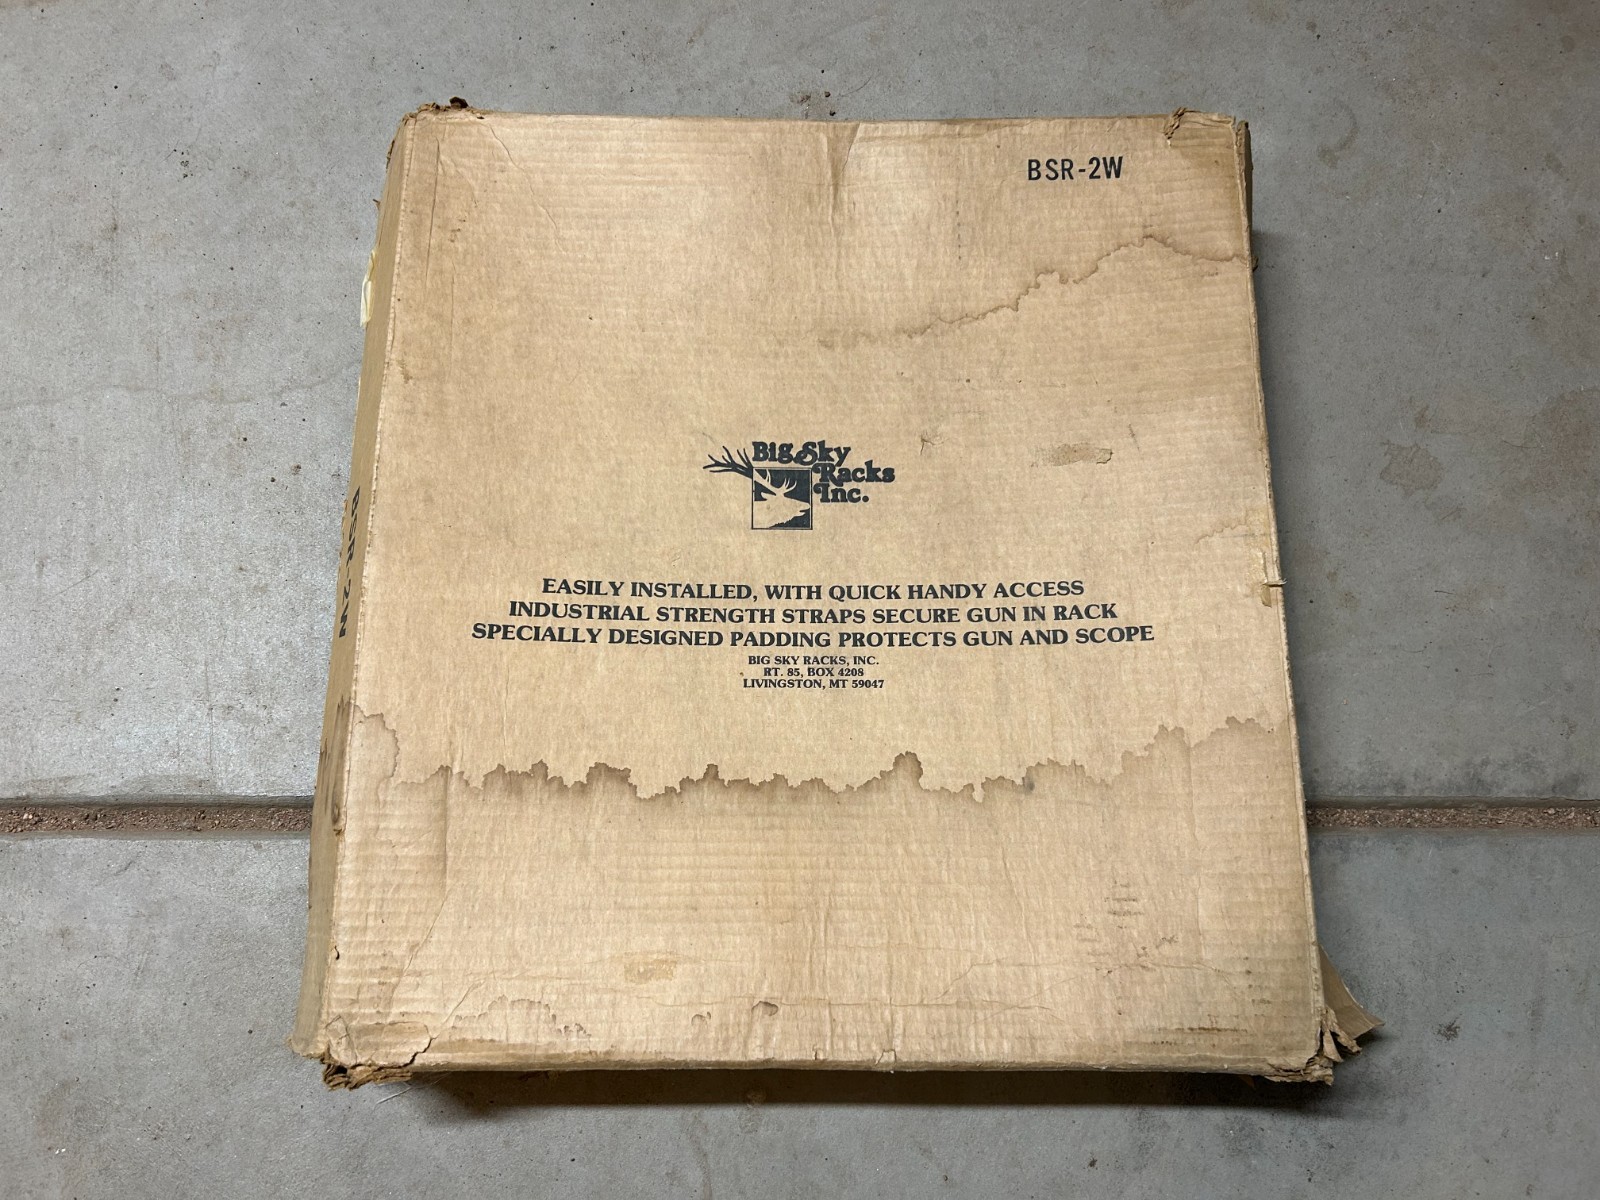 BSR-2W
Big Sky
Racks
Inc.
BSR-2W
EASILY INSTALLED, WITH QUICK HANDY ACCESS
INDUSTRIAL STRENGTH STRAPS SECURE GUN IN RACK
SPECIALLY DESIGNED PADDING PROTECTS GUN AND SCOPE
BIG SKY RACKS, INC.
RT. 85, BOX 4208
LIVINGSTON, MT 59047